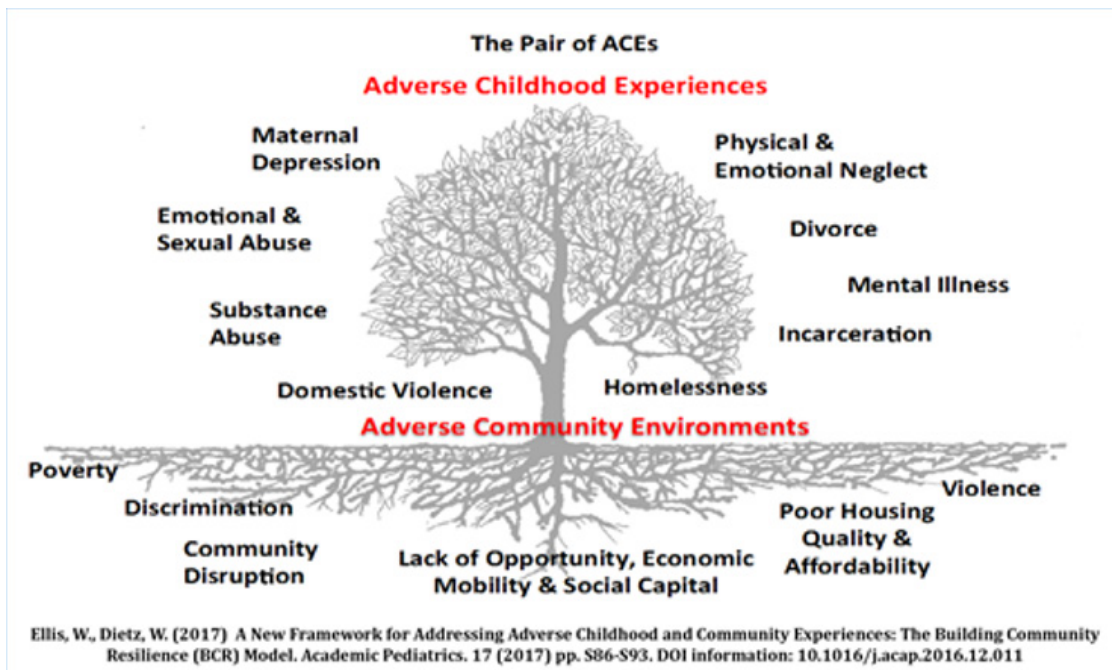 The Pair of ACEs
Adverse Childhood Experiences
Maternal
Depression
Physical &
Emotional Neglect
Emotional &
Sexual Abuse
Divorce
Mental Illness
Substance
Abuse
Incarceration
Domestic Violence
Homelessness
Adverse Community Environments
Poverty
Discrimination
Violence
Community
Disruption
Lack of Opportunity, Economic
Mobility & Social Capital
Poor Housing
Quality &
Affordability
Ellis, W., Dietz, W. (2017) A New Framework for Addressing Adverse Childhood and Community Experiences: The Building Community
Resilience (BCR) Model. Academic Pediatrics. 17 (2017) pp. S86-S93. DOI information: 10.1016/j.acap.2016.12.011